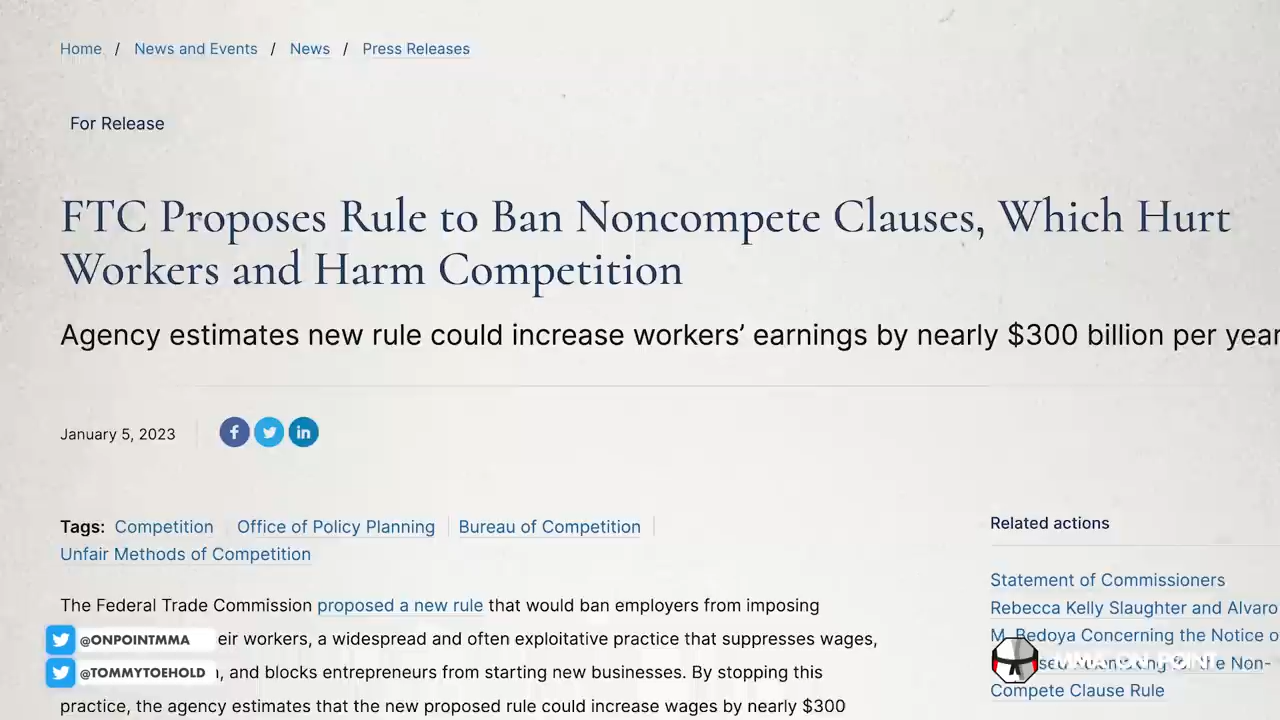 Home / News and Events / News / Press Releases
For Release
FTC Proposes Rule to Ban Noncompete Clauses, Which Hurt
Workers and Harm Competition
Agency estimates new rule could increase workers’ earnings by nearly $300 billion per year
January 5, 2023
Tags: Competition Office of Policy Planning Bureau of Competition
Unfair Methods of Competition
The Federal Trade Commission proposed a new rule that would ban employers from imposing
eir workers, a widespread and often exploitative practice that suppresses wages,
, and blocks entrepreneurs from starting new businesses. By stopping this
practice, the agency estimates that the new proposed rule could increase wages by nearly $300
@ONPOINTMMA
@TOMMYTOEHOLD
Related actions
Statement of Commissioners
Rebecca Kelly Slaughter and Alvaro
M. Bedoya Concerning the Notice o
Non-
Compete Clause Rule
MMA ON POINT